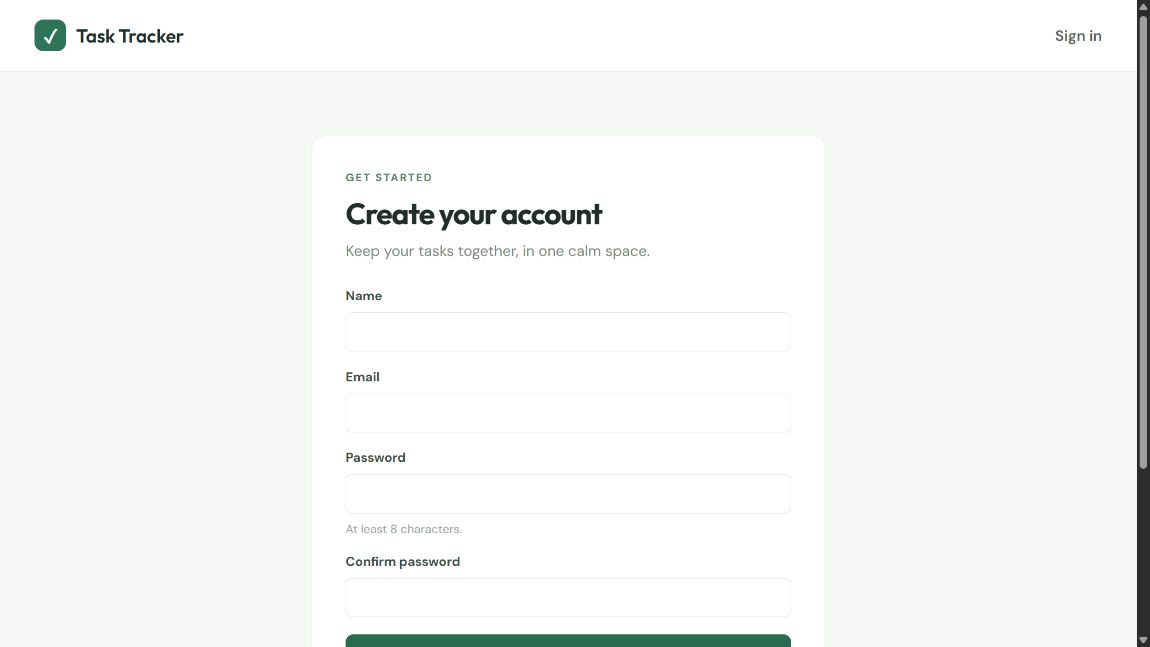 Task Tracker
Sign in
GET STARTED
Create your account
Keep your tasks together, in one calm space.
Name
Email
Password
At least 8 characters.
Confirm password